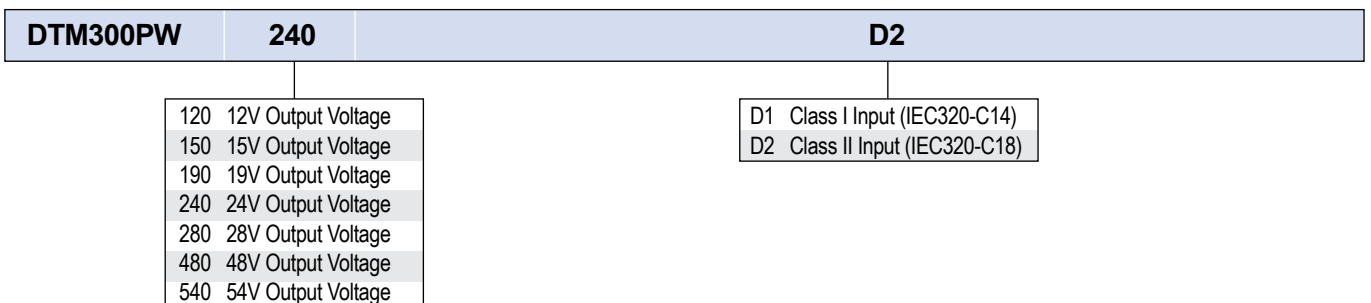 DTM300PW 240 D2
120 12V Output Voltage
150 15V Output Voltage
190 19V Output Voltage
240 24V Output Voltage
280 28V Output Voltage
480 48V Output Voltage
540 54V Output Voltage
D1 Class I Input (IEC320-C14)
D2 Class II Input (IEC320-C18)